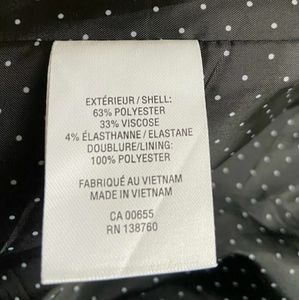 EXTÉRIEUR / SHELL:
63% POLYESTER
33% VISCOSE
4% ÉLASTHANNE / ELASTANE
DOUBLURE/LINING:
100% POLYESTER
FABRIQUÉ AU VIETNAM
MADE IN VIETNAM
CA 00655
RN 138760